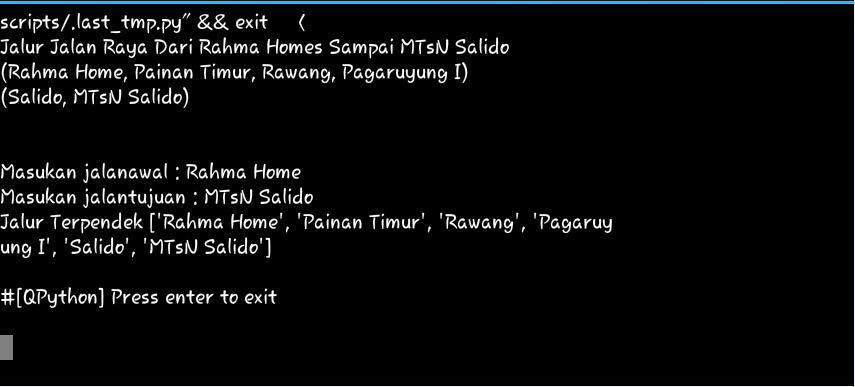 scripts/.last_tmp.py" && exit    (
Jalur Jalan Raya Dari Rahma Homes Sampai MTsN Salido
(Rahma Home, Painan Timur, Rawang, Pagaruyung I)
(Salido, MTsN Salido)
Masukan jalanawal : Rahma Home
Masukan jalantujuan : MTsN Salido
Jalur Terpendek ['Rahma Home', 'Painan Timur', 'Rawang', 'Pagaruy
ung I', 'Salido', 'MTsN Salido']
#[QPython] Press enter to exit